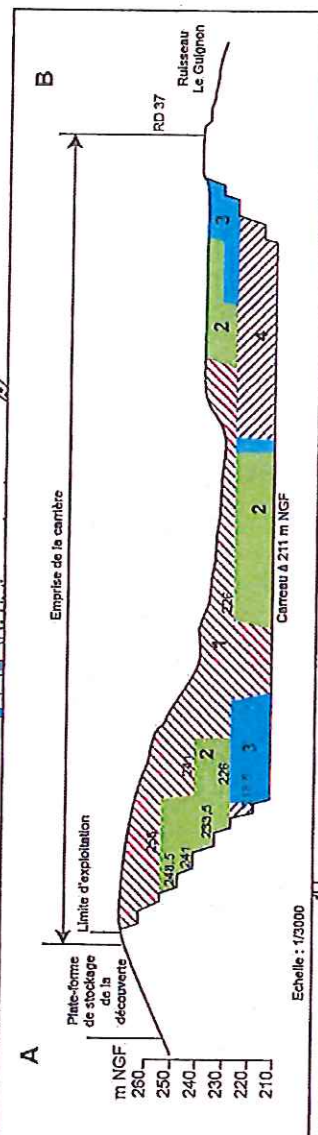 A
B
Emprise de la carrière
Plate-forme
de stockage
de la
découverte
Limite d'exploitation
RD 37
Ruisseau
Le Guignon
m NGF
260
250
240
230
220
210
248.5
241
233.5
241
226
226
1
2
2
2
3
3
4
Carreau à 211 m NGF
Echelle : 1/3000